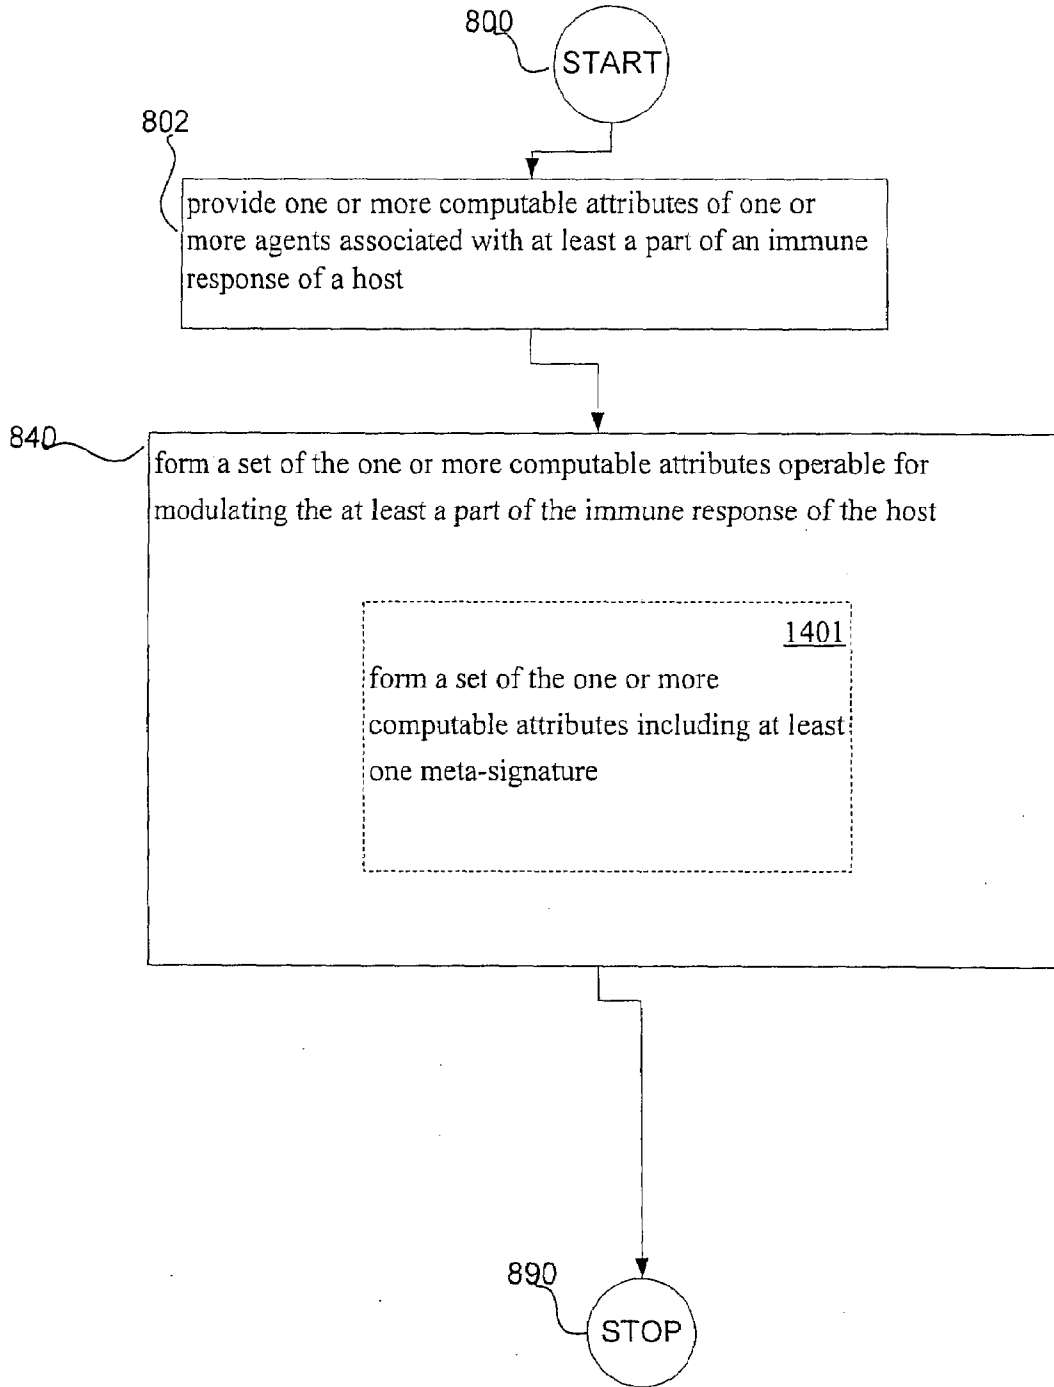 800
START
802
provide one or more computable attributes of one or
more agents associated with at least a part of an immune
response of a host
840
form a set of the one or more computable attributes operable for
modulating the at least a part of the immune response of the host
1401
form a set of the one or more
computable attributes including at least
one meta-signature
890
STOP